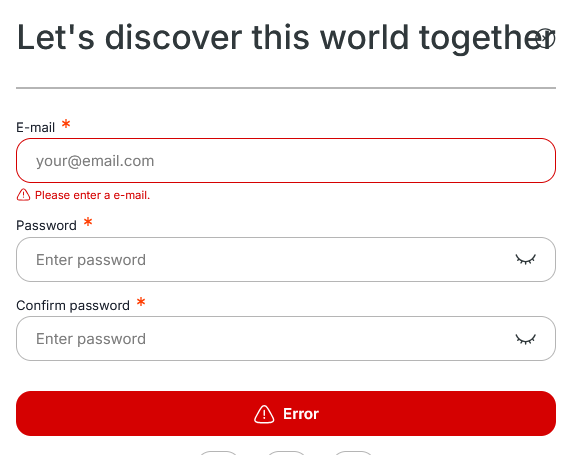 Let's discover this world together
E-mail *
your@email.com
Please enter a e-mail.
Password *
Enter password
Confirm password *
Enter password
Error